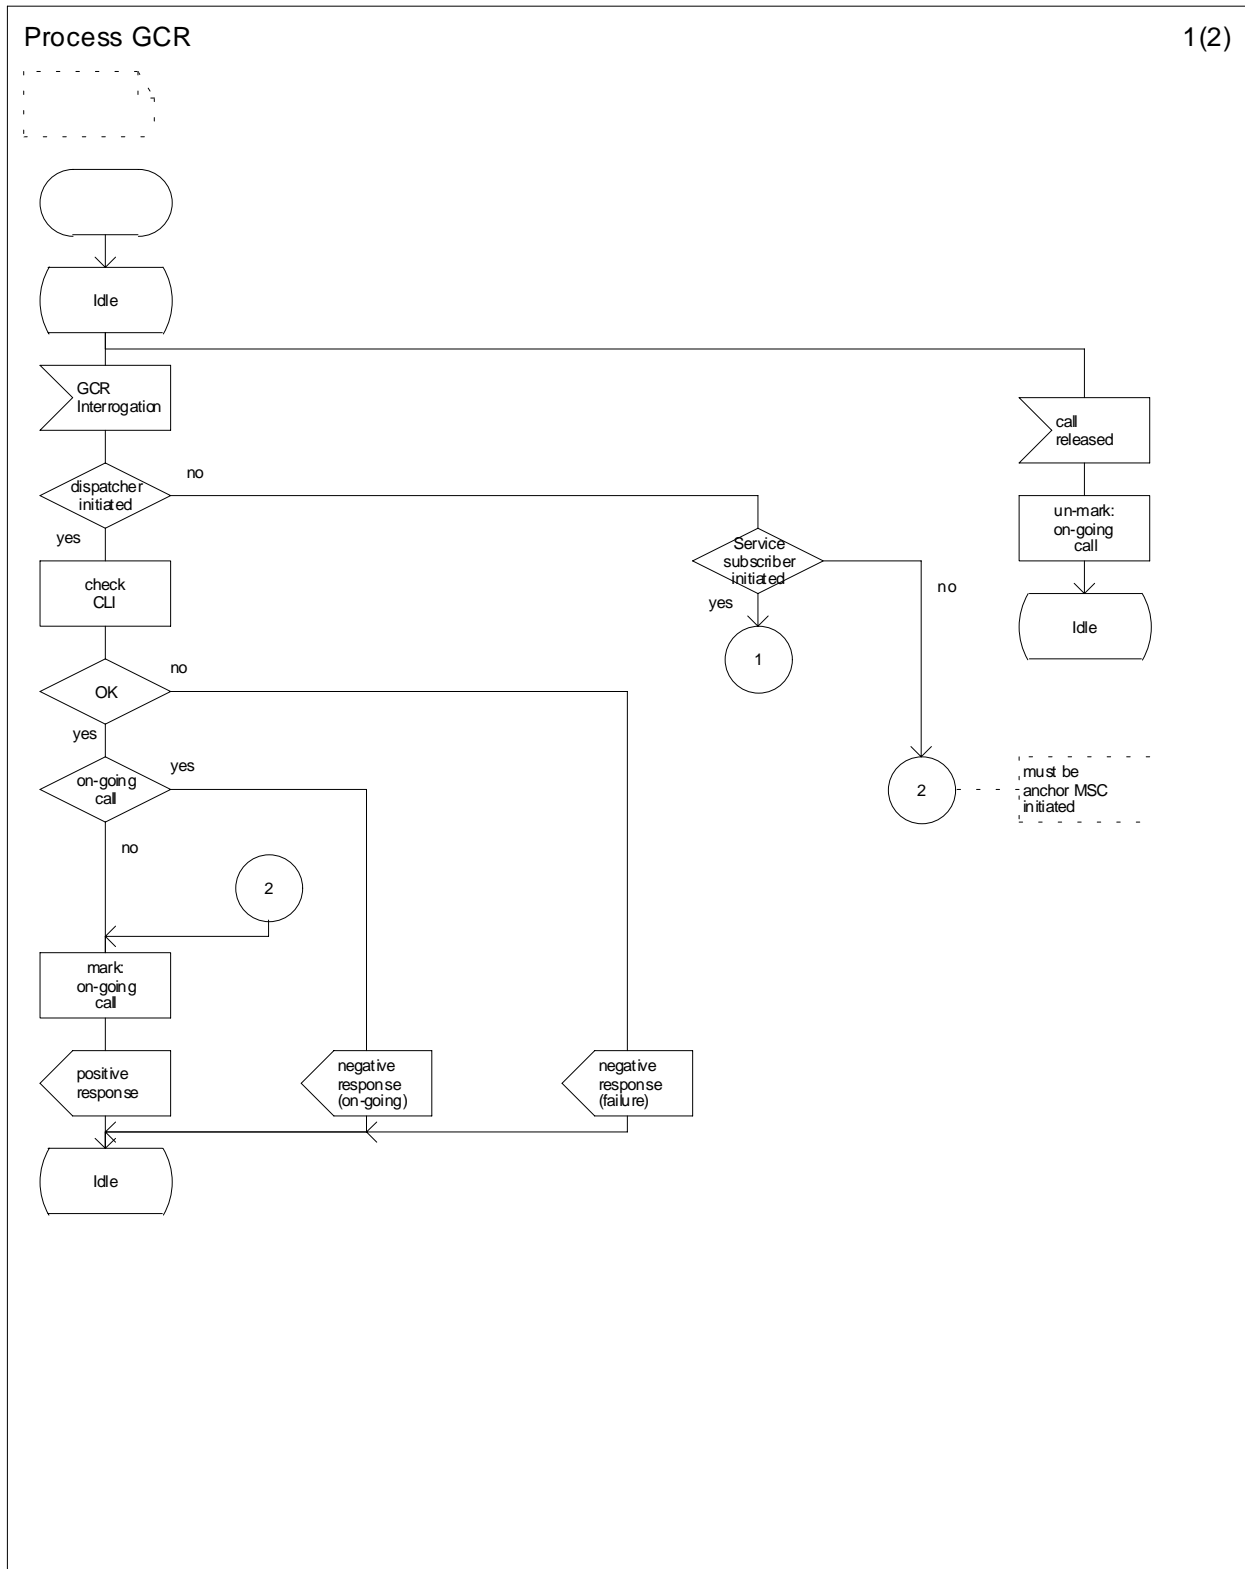 Process GCR
1(2)
Idle
GCR
Interrogation
call
released
no
dispatcher
initiated
yes
un-mark:
on-going
call
Service
subscriber
initiated
no
yes
check
CLI
Idle
1
no
OK
yes
yes
on-going
call
no
2
must be
anchor MSC
initiated
2
mark:
on-going
call
positive
response
negative
response
(on-going)
negative
response
(failure)
Idle